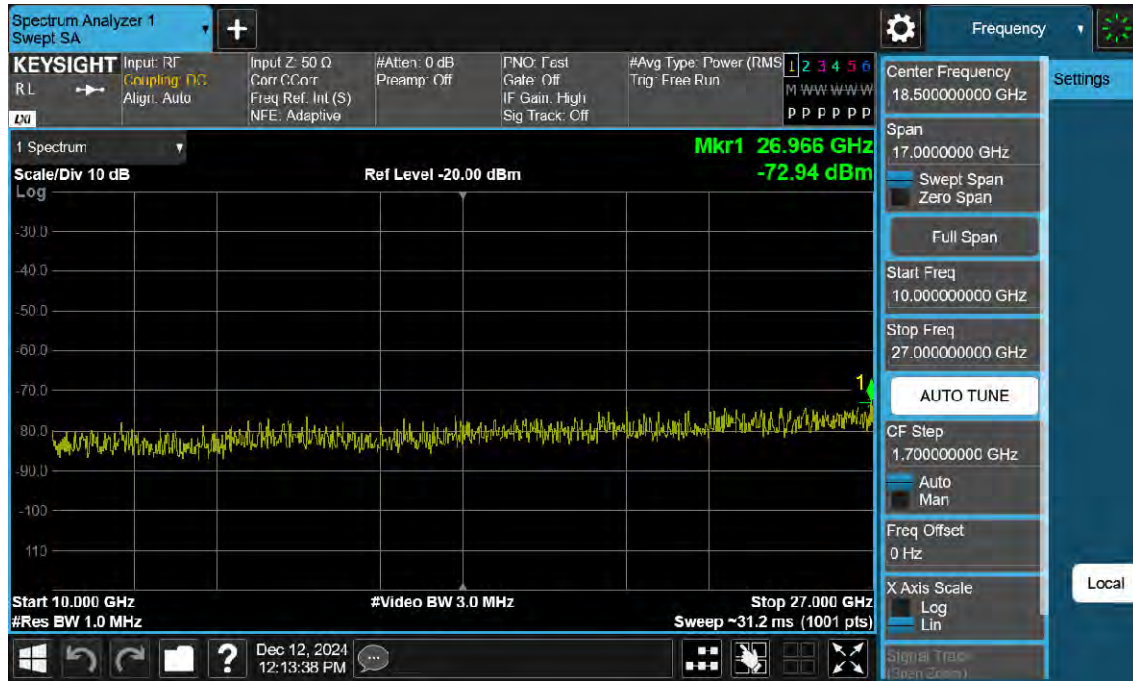 Spectrum Analyzer 1
Swept SA
+
Frequency
KEYSIGHT
RL
LXI
Input: RF
Coupling: DC
Align: Auto
Input Z: 50 Ω
Corr CCorr
Freq Ref: Int (S)
NFE: Adaptive
#Atten: 0 dB
Preamp: Off
PNO: Fast
Gate: Off
IF Gain: High
Sig Track: Off
#Avg Type: Power (RMS
Trig: Free Run
1 2 3 4 5 6
M W W W W W
P P P P P P
1 Spectrum
Scale/Div 10 dB
Ref Level -20.00 dBm
Mkr1 26.966 GHz
-72.94 dBm
Log
-30.0
-40.0
-50.0
-60.0
-70.0
1
80.0
-90.0
-100
110
Start 10.000 GHz
#Video BW 3.0 MHz
Stop 27.000 GHz
#Res BW 1.0 MHz
Sweep ~31.2 ms (1001 pts)
Dec 12, 2024
12:13:38 PM
?
Center Frequency
18.500000000 GHz
Settings
Span
17.0000000 GHz
Swept Span
Zero Span
Full Span
Start Freq
10.000000000 GHz
Stop Freq
27.000000000 GHz
AUTO TUNE
CF Step
1.700000000 GHz
Auto
Man
Freq Offset
0 Hz
X Axis Scale
Log
Lin
Local
Signal Track
(Span Zoom)